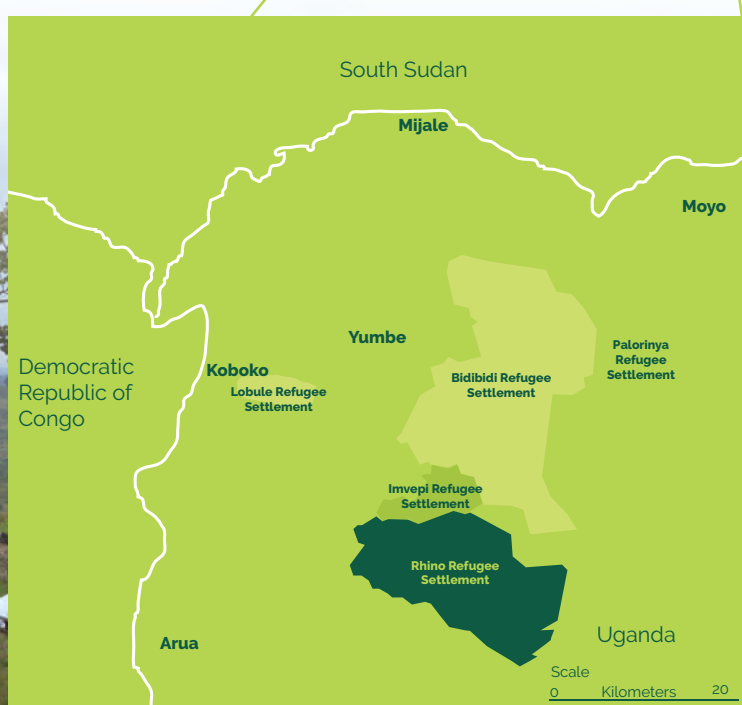 South Sudan
Mijale
Moyo
Yumbe
Palorinya
Refugee
Settlement
Democratic
Republic of
Congo
Koboko
Lobule Refugee
Settlement
Bidibidi Refugee
Settlement
Imvepi Refugee
Settlement
Rhino Refugee
Settlement
Arua
Uganda
Scale
0 Kilometers 20